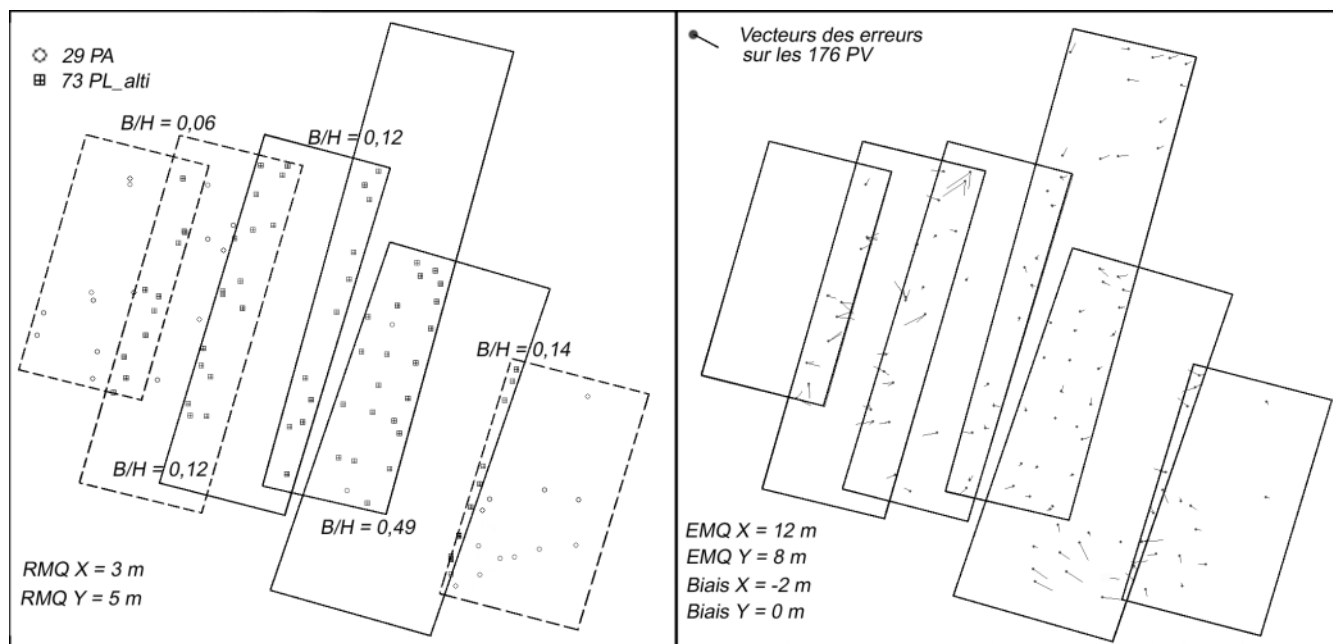 29 PA
73 PL_alti
B/H = 0,06
B/H = 0,12
B/H = 0,14
B/H = 0,12
B/H = 0,49
RMQ X = 3 m
RMQ Y = 5 m
Vecteurs des erreurs
sur les 176 PV
EMQ X = 12 m
EMQ Y = 8 m
Biais X = -2 m
Biais Y = 0 m